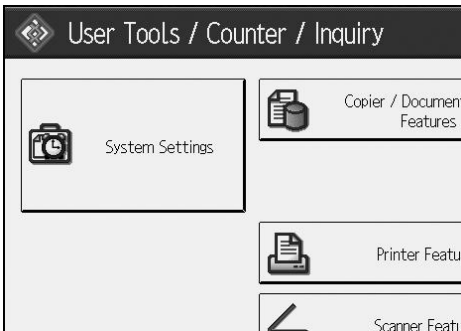 User Tools / Counter / Inquiry
System Settings
Copier / Documen
Features
Printer Featu
Scanner Featu